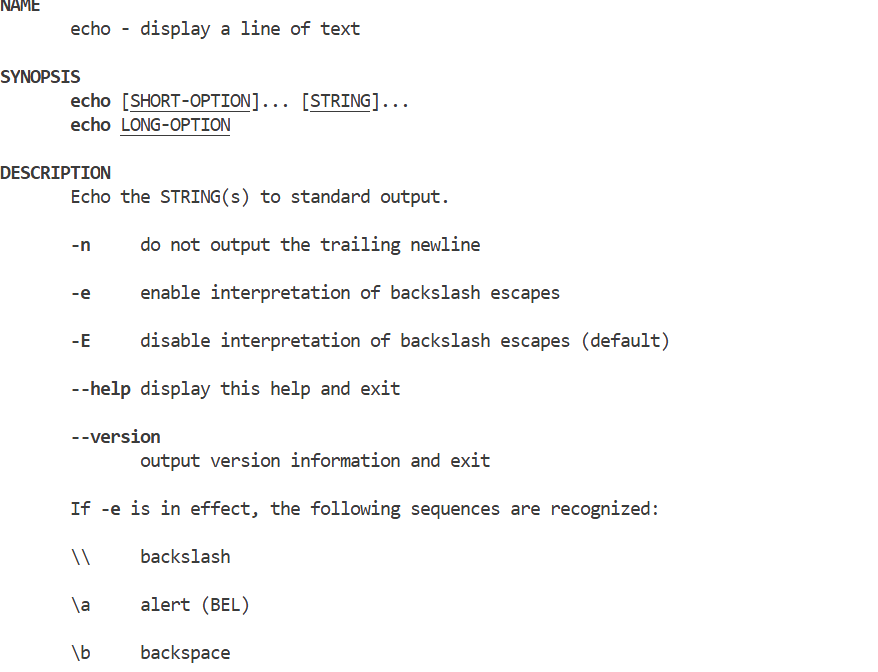 NAME
echo - display a line of text
SYNOPSIS
echo [SHORT-OPTION]... [STRING]...
echo LONG-OPTION
DESCRIPTION
Echo the STRING(s) to standard output.
-n do not output the trailing newline
-e enable interpretation of backslash escapes
-E disable interpretation of backslash escapes (default)
--help display this help and exit
--version
output version information and exit
If -e is in effect, the following sequences are recognized:
\\ backslash
\a alert (BEL)
\b backspace